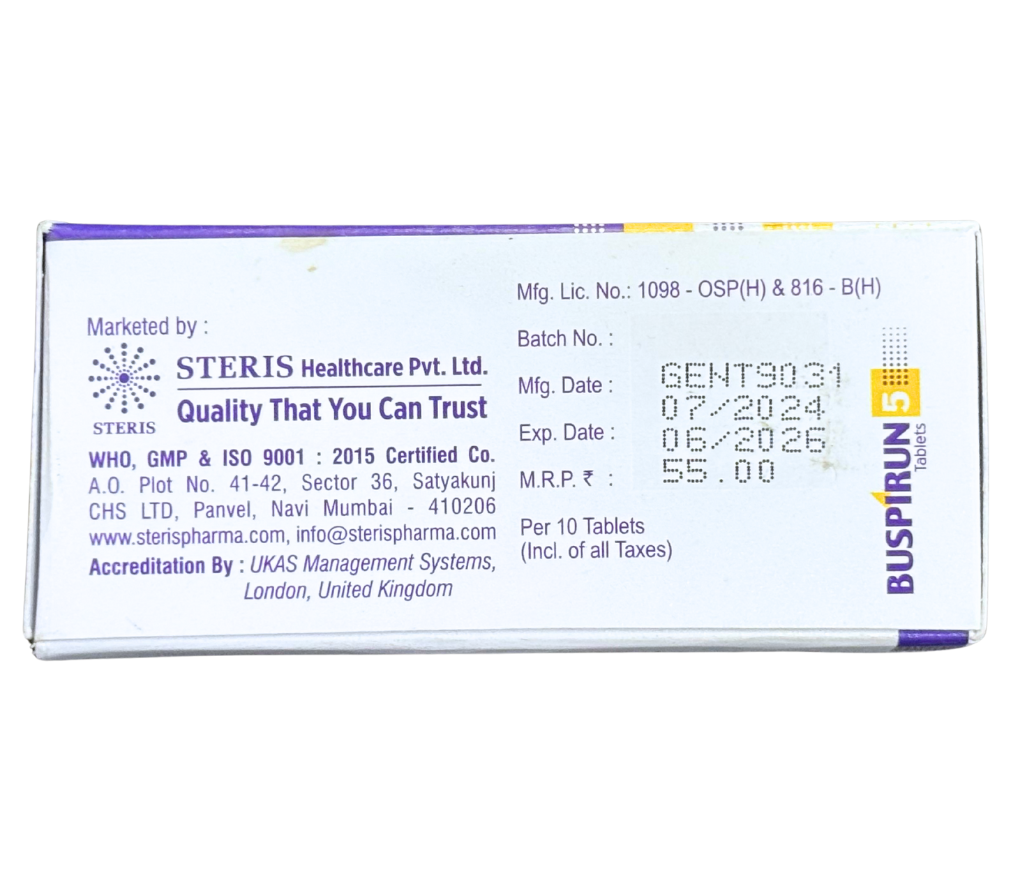 Marketed by :
STERIS
STERIS Healthcare Pvt. Ltd.
Quality That You Can Trust
WHO, GMP & ISO 9001 : 2015 Certified Co.
A.O. Plot No. 41-42, Sector 36, Satyakunj
CHS LTD, Panvel, Navi Mumbai - 410206
www.sterispharma.com, info@sterispharma.com
Accreditation By : UKAS Management Systems,
London, United Kingdom
Mfg. Lic. No.: 1098 - OSP(H) & 816 - B(H)
Batch No. : GENT9031
Mfg. Date : 07/2024
Exp. Date : 06/2026
M.R.P. ₹ : 55.00
Per 10 Tablets
(Incl. of all Taxes)
BUSPIRUN 5
Tablets